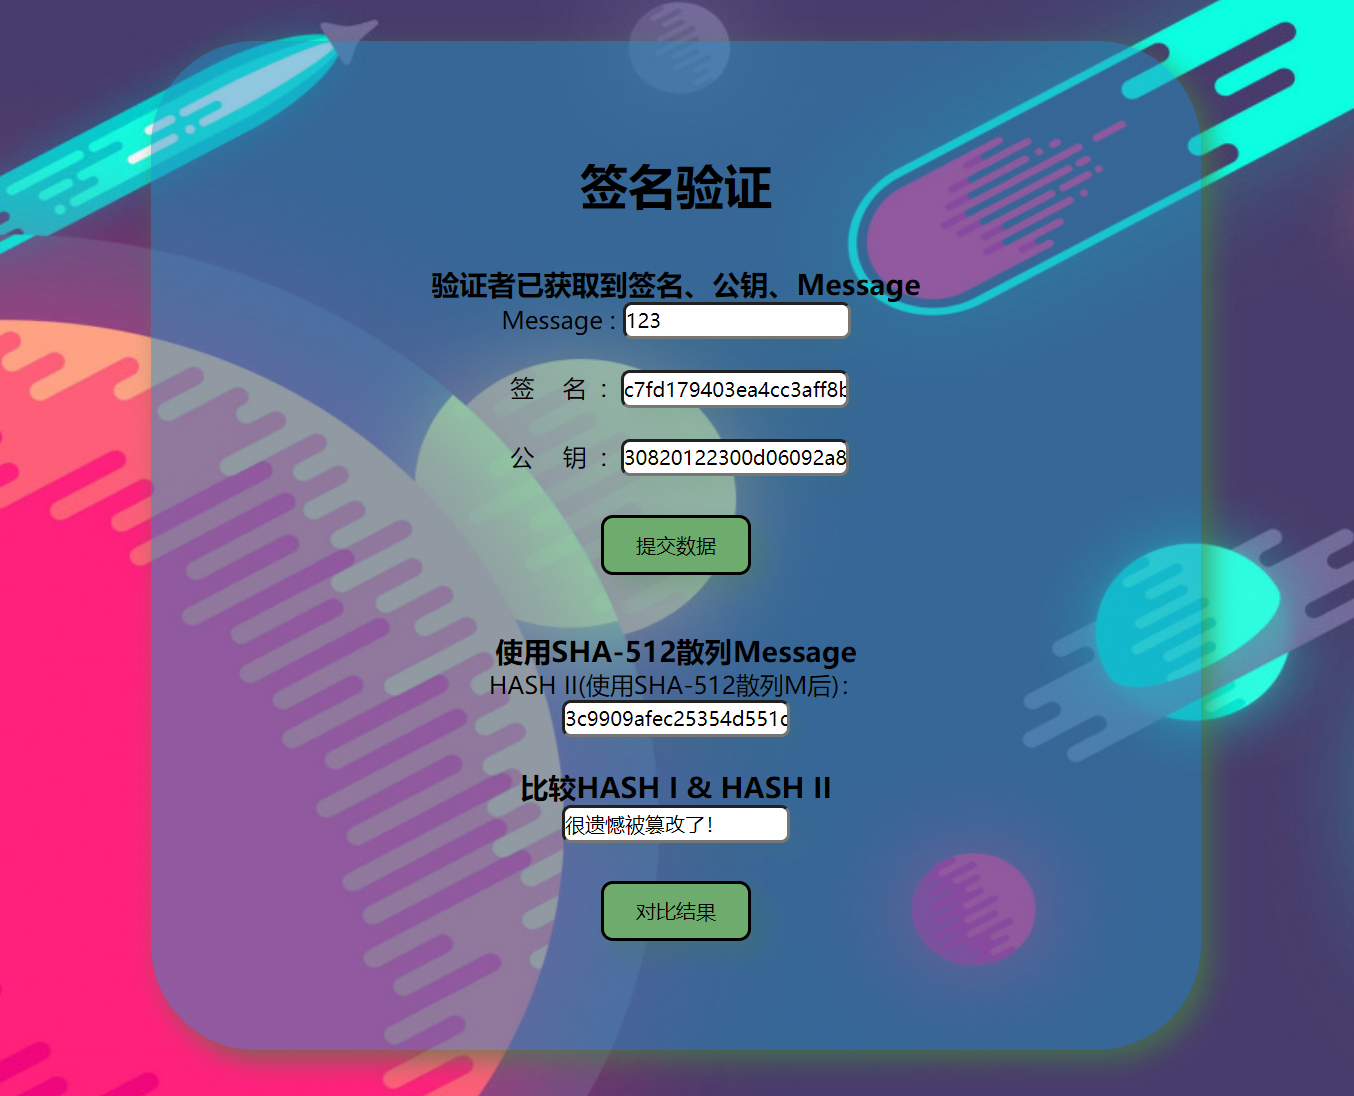 签名验证
验证者已获取到签名、公钥、Message
Message : 123
签 名 : c7fd179403ea4cc3aff8b
公 钥 : 30820122300d06092a8
提交数据
使用SHA-512散列Message
HASH II(使用SHA-512散列M后) :
3c9909afec25354d551c
比较HASH I & HASH II
很遗憾被篡改了!
对比结果